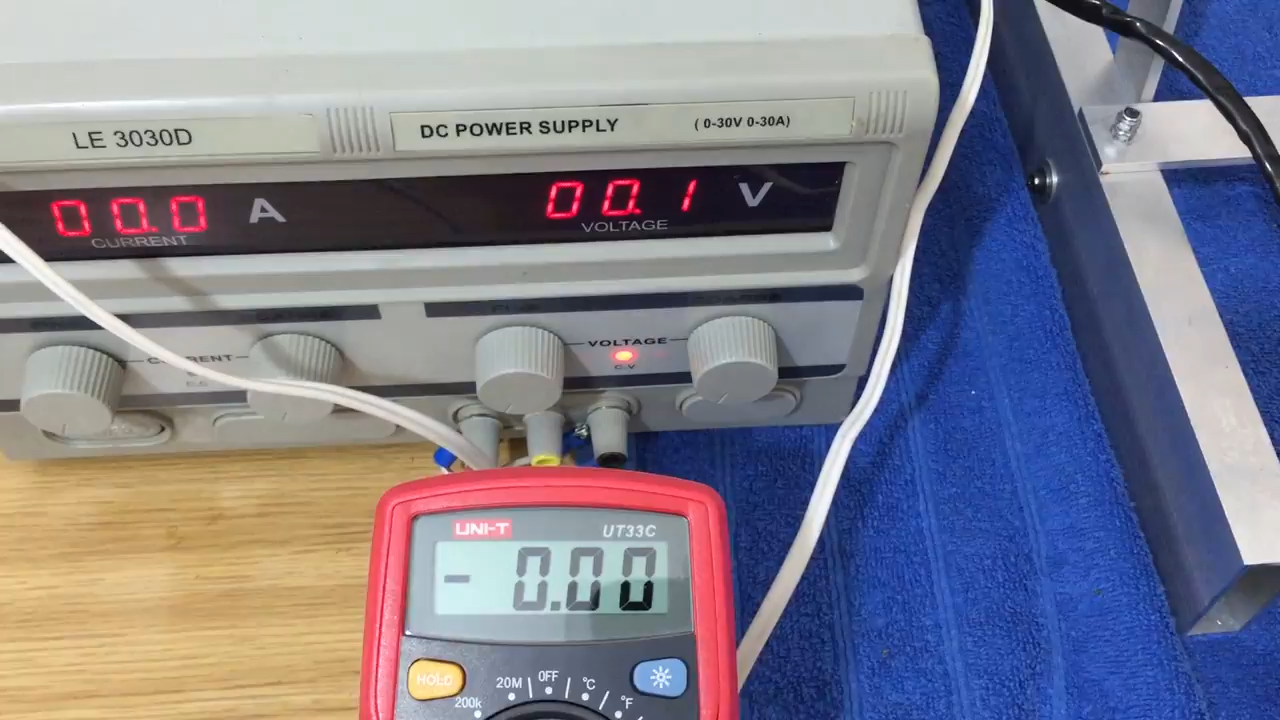 LE 3030D
DC POWER SUPPLY
( 0-30V 0-30A)
00.0 A
CURRENT
00.1 V
VOLTAGE
CURRENT
VOLTAGE
C.V
UNI-T
UT33C
- 0.00
HOLD
200k
20M
OFF
°C
°F